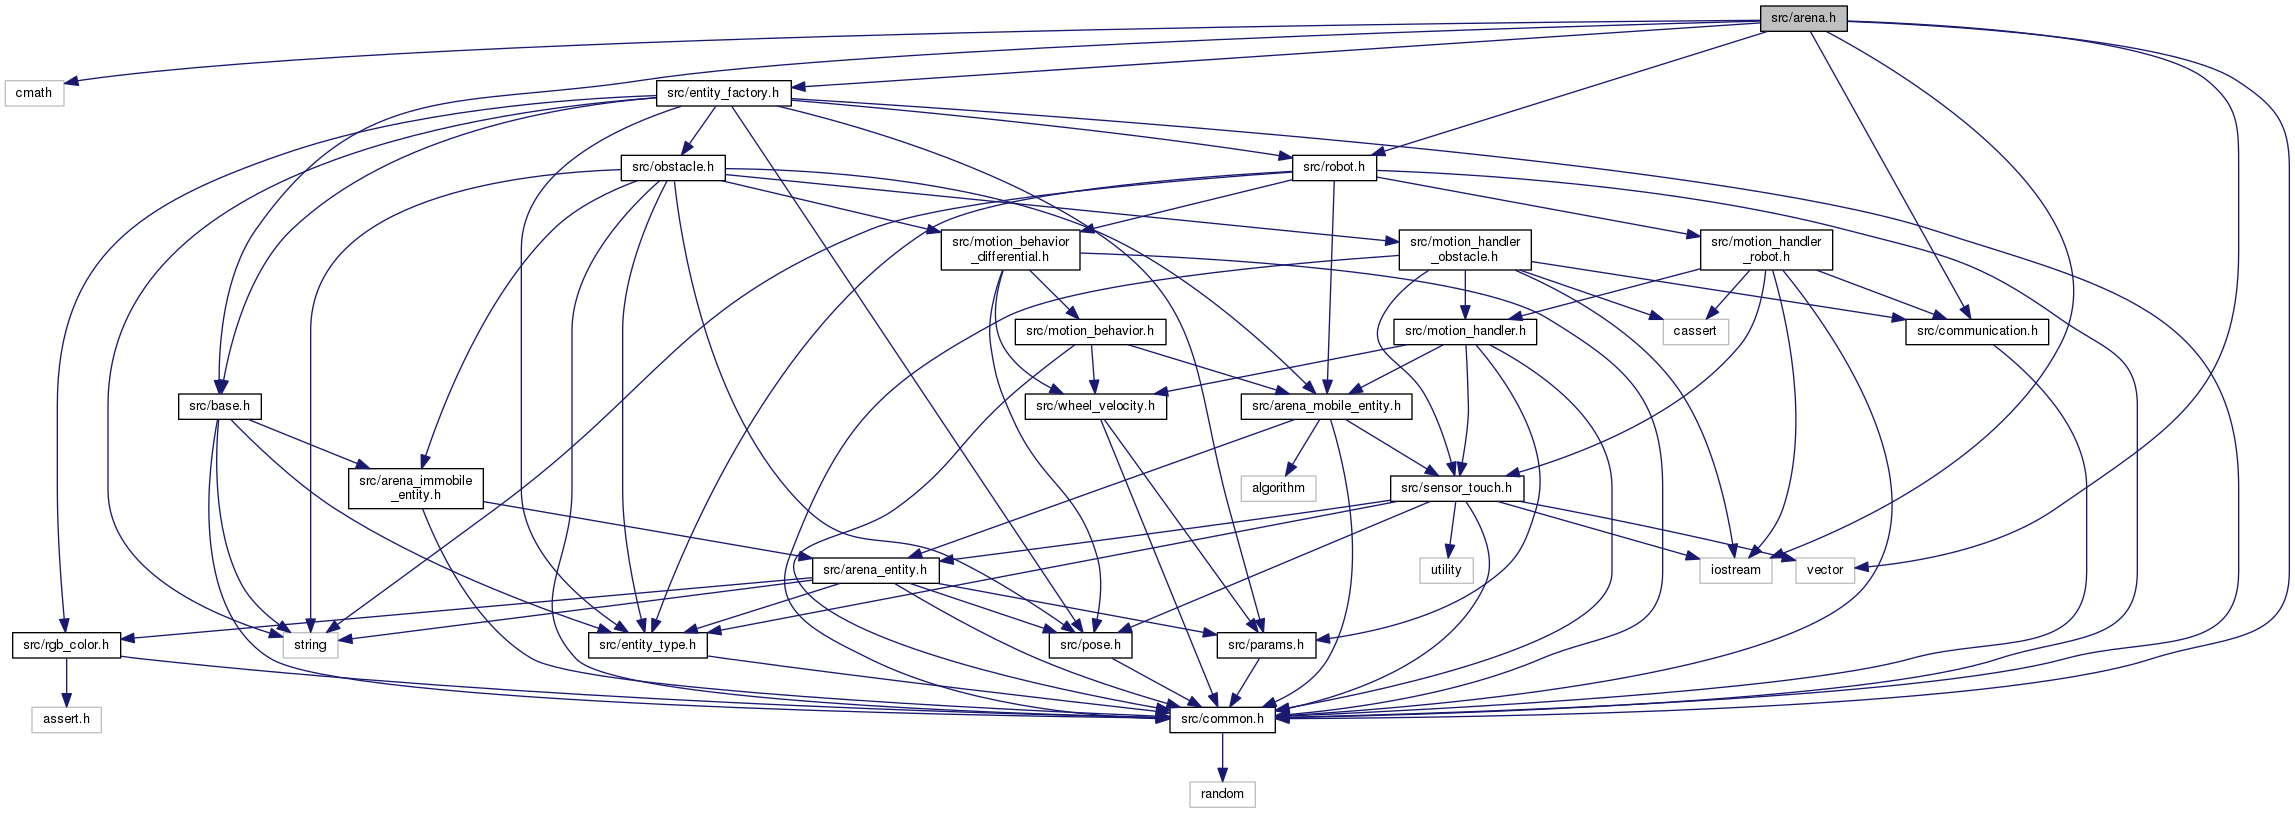 src/arena.h
cmath
src/entity_factory.h
src/obstacle.h
src/robot.h
src/motion_behavior
_differential.h
src/motion_handler
_obstacle.h
src/motion_handler
_robot.h
src/motion_behavior.h
src/motion_handler.h
cassert
src/communication.h
src/base.h
src/wheel_velocity.h
src/arena_mobile_entity.h
src/arena_immobile
_entity.h
algorithm
src/sensor_touch.h
src/arena_entity.h
utility
iostream
vector
src/rgb_color.h
string
src/entity_type.h
src/pose.h
src/params.h
assert.h
src/common.h
random